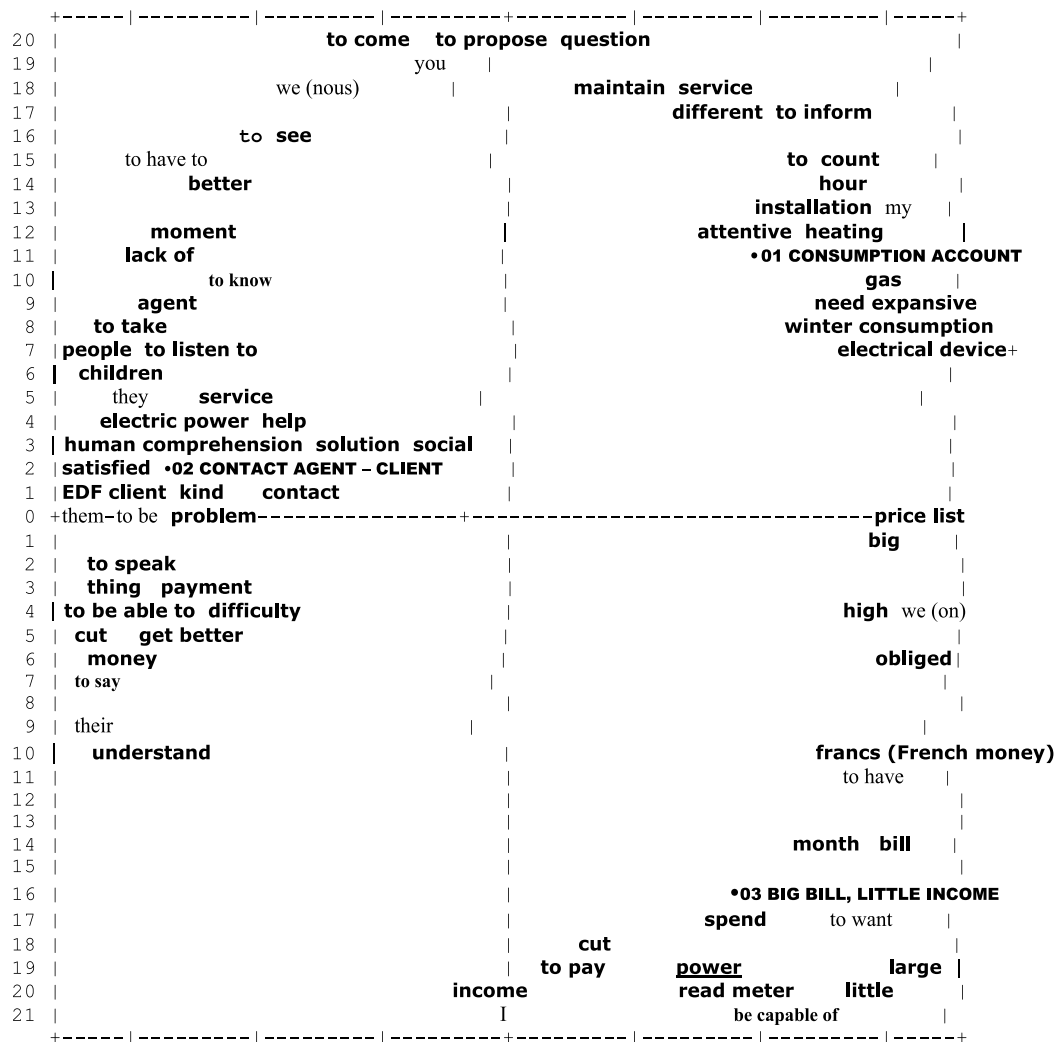 +-----|---------|---------+---------|---------|-----+
20 | to come to propose question |
19 | you | |
18 | we (nous) | maintain service |
17 | | different to inform |
16 | to see | |
15 | to have to | to count |
14 | better | hour |
13 | | installation my |
12 | moment | attentive heating |
11 | lack of | •01 CONSUMPTION ACCOUNT
10 | to know | gas |
9 | agent | need expansive
8 | to take | winter consumption
7 | people to listen to | electrical device+
6 | children | |
5 | they service | |
4 | electric power help | |
3 | human comprehension solution social | |
2 | satisfied •02 CONTACT AGENT – CLIENT | |
1 | EDF client kind contact | |
0 +them–to be problem-----------------+--------------------------------price list
1 | | big |
2 | to speak | |
3 | thing payment | |
4 | to be able to difficulty | high we (on)
5 | cut get better | |
6 | money | obliged |
7 | to say | |
8 | | |
9 | their | |
10 | understand | francs (French money)
11 | | to have |
12 | | |
13 | | |
14 | | month bill |
15 | | |
16 | | •03 BIG BILL, LITTLE INCOME
17 | | spend to want |
18 | | cut |
19 | | to pay power large |
20 | income read meter little |
21 | I be capable of |
+-----|---------|---------+---------|---------|-----+